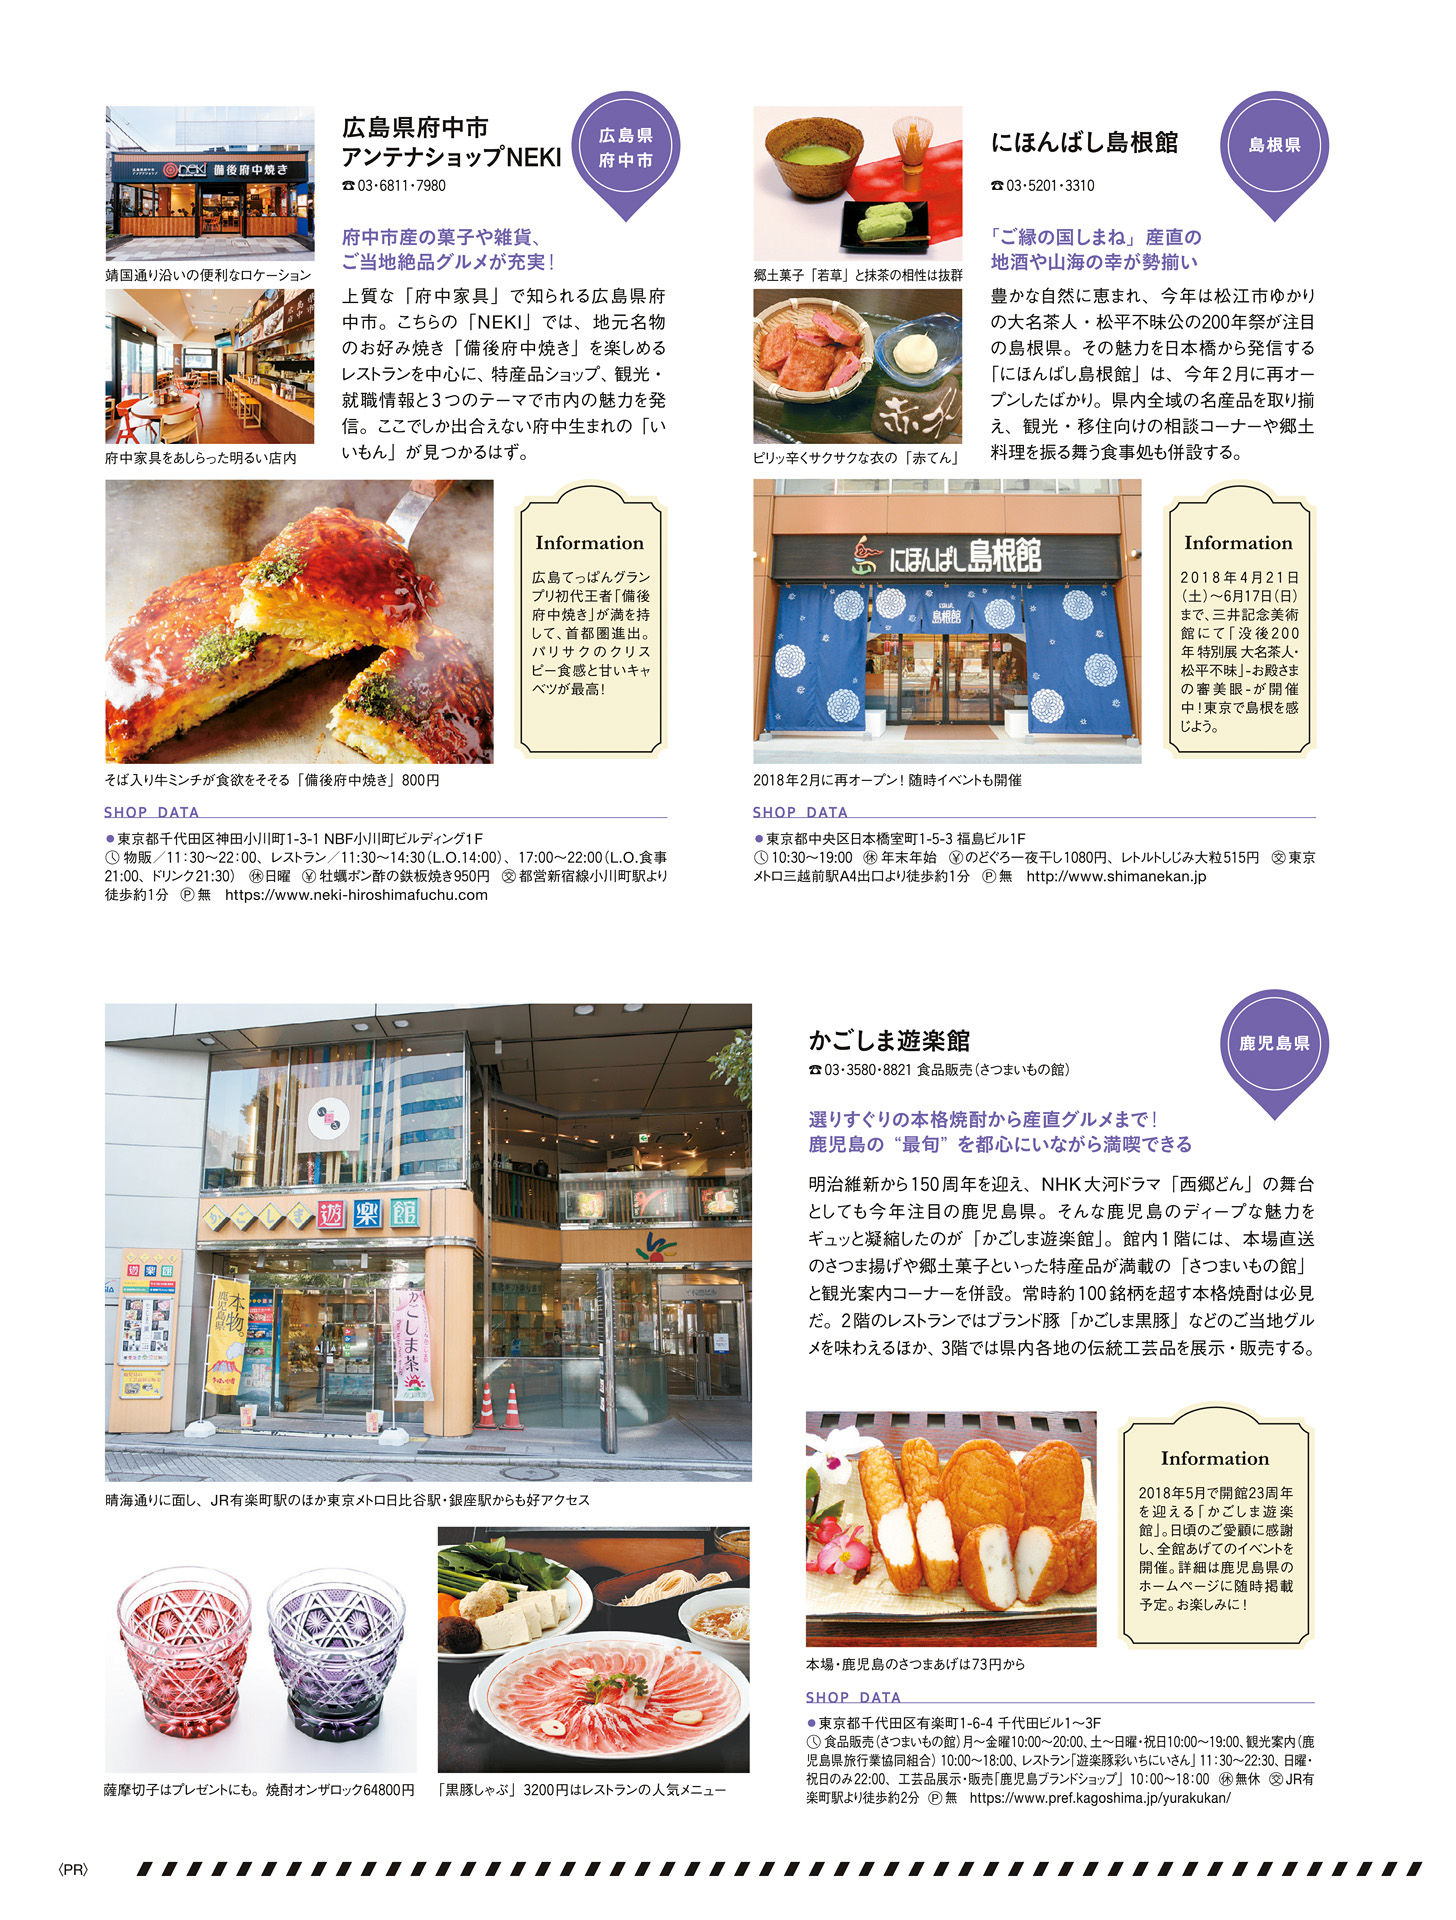 広島県府中市
アンテナショップNEKI
☎03・6811・7980
広島県
府中市
府中市産の菓子や雑貨、
ご当地絶品グルメが充実！
上質な「府中家具」で知られる広島県府
中市。こちらの「NEKI」では、地元名物
のお好み焼き「備後府中焼き」を楽しめる
レストランを中心に、特産品ショップ、観光・
就職情報と3つのテーマで市内の魅力を発
信。ここでしか出合えない府中生まれの「い
いもん」が見つかるはず。
neki 備後府中焼き
靖国通り沿いの便利なロケーション
府中家具をあしらった明るい店内
そば入り牛ミンチが食欲をそそる「備後府中焼き」800円
Information
広島てっぱんグラン
プリ初代王者「備後
府中焼き」が満を持
して、首都圏進出。
パリサクのクリス
ピー食感と甘いキャ
ベツが最高！
SHOP DATA
●東京都千代田区神田小川町1-3-1 NBF小川町ビルディング1F
物販／11：30〜22：00、レストラン／11:30〜14:30（L.O.14:00）、17:00〜22:00（L.O.食事
21:00、ドリンク21:30） ㊡日曜 ¥牡蠣ポン酢の鉄板焼き950円 交都営新宿線小川町駅より
徒歩約1分 Ⓟ無 https://www.neki-hiroshimafuchu.com
にほんばし島根館
☎03・5201・3310
島根県
「ご縁の国しまね」産直の
地酒や山海の幸が勢揃い
豊かな自然に恵まれ、今年は松江市ゆかり
の大名茶人・松平不昧公の200年祭が注目
の島根県。その魅力を日本橋から発信する
「にほんばし島根館」は、今年2月に再オー
プンしたばかり。県内全域の名産品を取り揃
え、観光・移住向けの相談コーナーや郷土
料理を振る舞う食事処も併設する。
郷土菓子「若草」と抹茶の相性は抜群
赤天
ピリッ辛くサクサクな衣の「赤てん」
にほんばし島根館
島根館
2018年2月に再オープン！随時イベントも開催
Information
2018年4月21日
（土）〜6月17日（日）
まで、三井記念美術
館にて「没後200
年 特別展 大名茶人・
松平不昧」-お殿さま
の審美眼-が開催
中！東京で島根を感
じよう。
SHOP DATA
●東京都中央区日本橋室町1-5-3 福島ビル1F
10:30〜19:00 ㊡年末年始 ¥のどぐろ一夜干し1080円、レトルトしじみ大粒515円 交東京
メトロ三越前駅A4出口より徒歩約1分 Ⓟ無 http://www.shimanekan.jp
かごしま遊楽館
遊楽館
本物。
鹿児島県
かごしま茶
晴海通りに面し、JR有楽町駅のほか東京メトロ日比谷駅・銀座駅からも好アクセス
薩摩切子はプレゼントにも。焼酎オンザロック64800円
「黒豚しゃぶ」3200円はレストランの人気メニュー
かごしま遊楽館
☎03・3580・8821 食品販売（さつまいもの館）
鹿児島県
選りすぐりの本格焼酎から産直グルメまで！
鹿児島の“最旬”を都心にいながら満喫できる
明治維新から150周年を迎え、NHK大河ドラマ「西郷どん」の舞台
としても今年注目の鹿児島県。そんな鹿児島のディープな魅力を
ギュッと凝縮したのが「かごしま遊楽館」。館内1階には、本場直送
のさつま揚げや郷土菓子といった特産品が満載の「さつまいもの館」
と観光案内コーナーを併設。常時約100銘柄を超す本格焼酎は必見
だ。2階のレストランではブランド豚「かごしま黒豚」などのご当地グル
メを味わえるほか、3階では県内各地の伝統工芸品を展示・販売する。
本場・鹿児島のさつまあげは73円から
Information
2018年5月で開館23周年
を迎える「かごしま遊楽
館」。日頃のご愛顧に感謝
し、全館あげてのイベントを
開催。詳細は鹿児島県の
ホームページに随時掲載
予定。お楽しみに！
SHOP DATA
●東京都千代田区有楽町1-6-4 千代田ビル1〜3F
食品販売（さつまいもの館）月〜金曜10:00〜20:00、土〜日曜・祝日10:00〜19:00、観光案内（鹿
児島県旅行業協同組合）10:00〜18:00、レストラン「遊楽豚彩いちにいさん」11：30〜22:30、日曜・
祝日のみ22:00、工芸品展示・販売「鹿児島ブランドショップ」10：00〜18：00 ㊡無休 交JR有
楽町駅より徒歩約2分 Ⓟ無 https://www.pref.kagoshima.jp/yurakukan/
〈PR〉